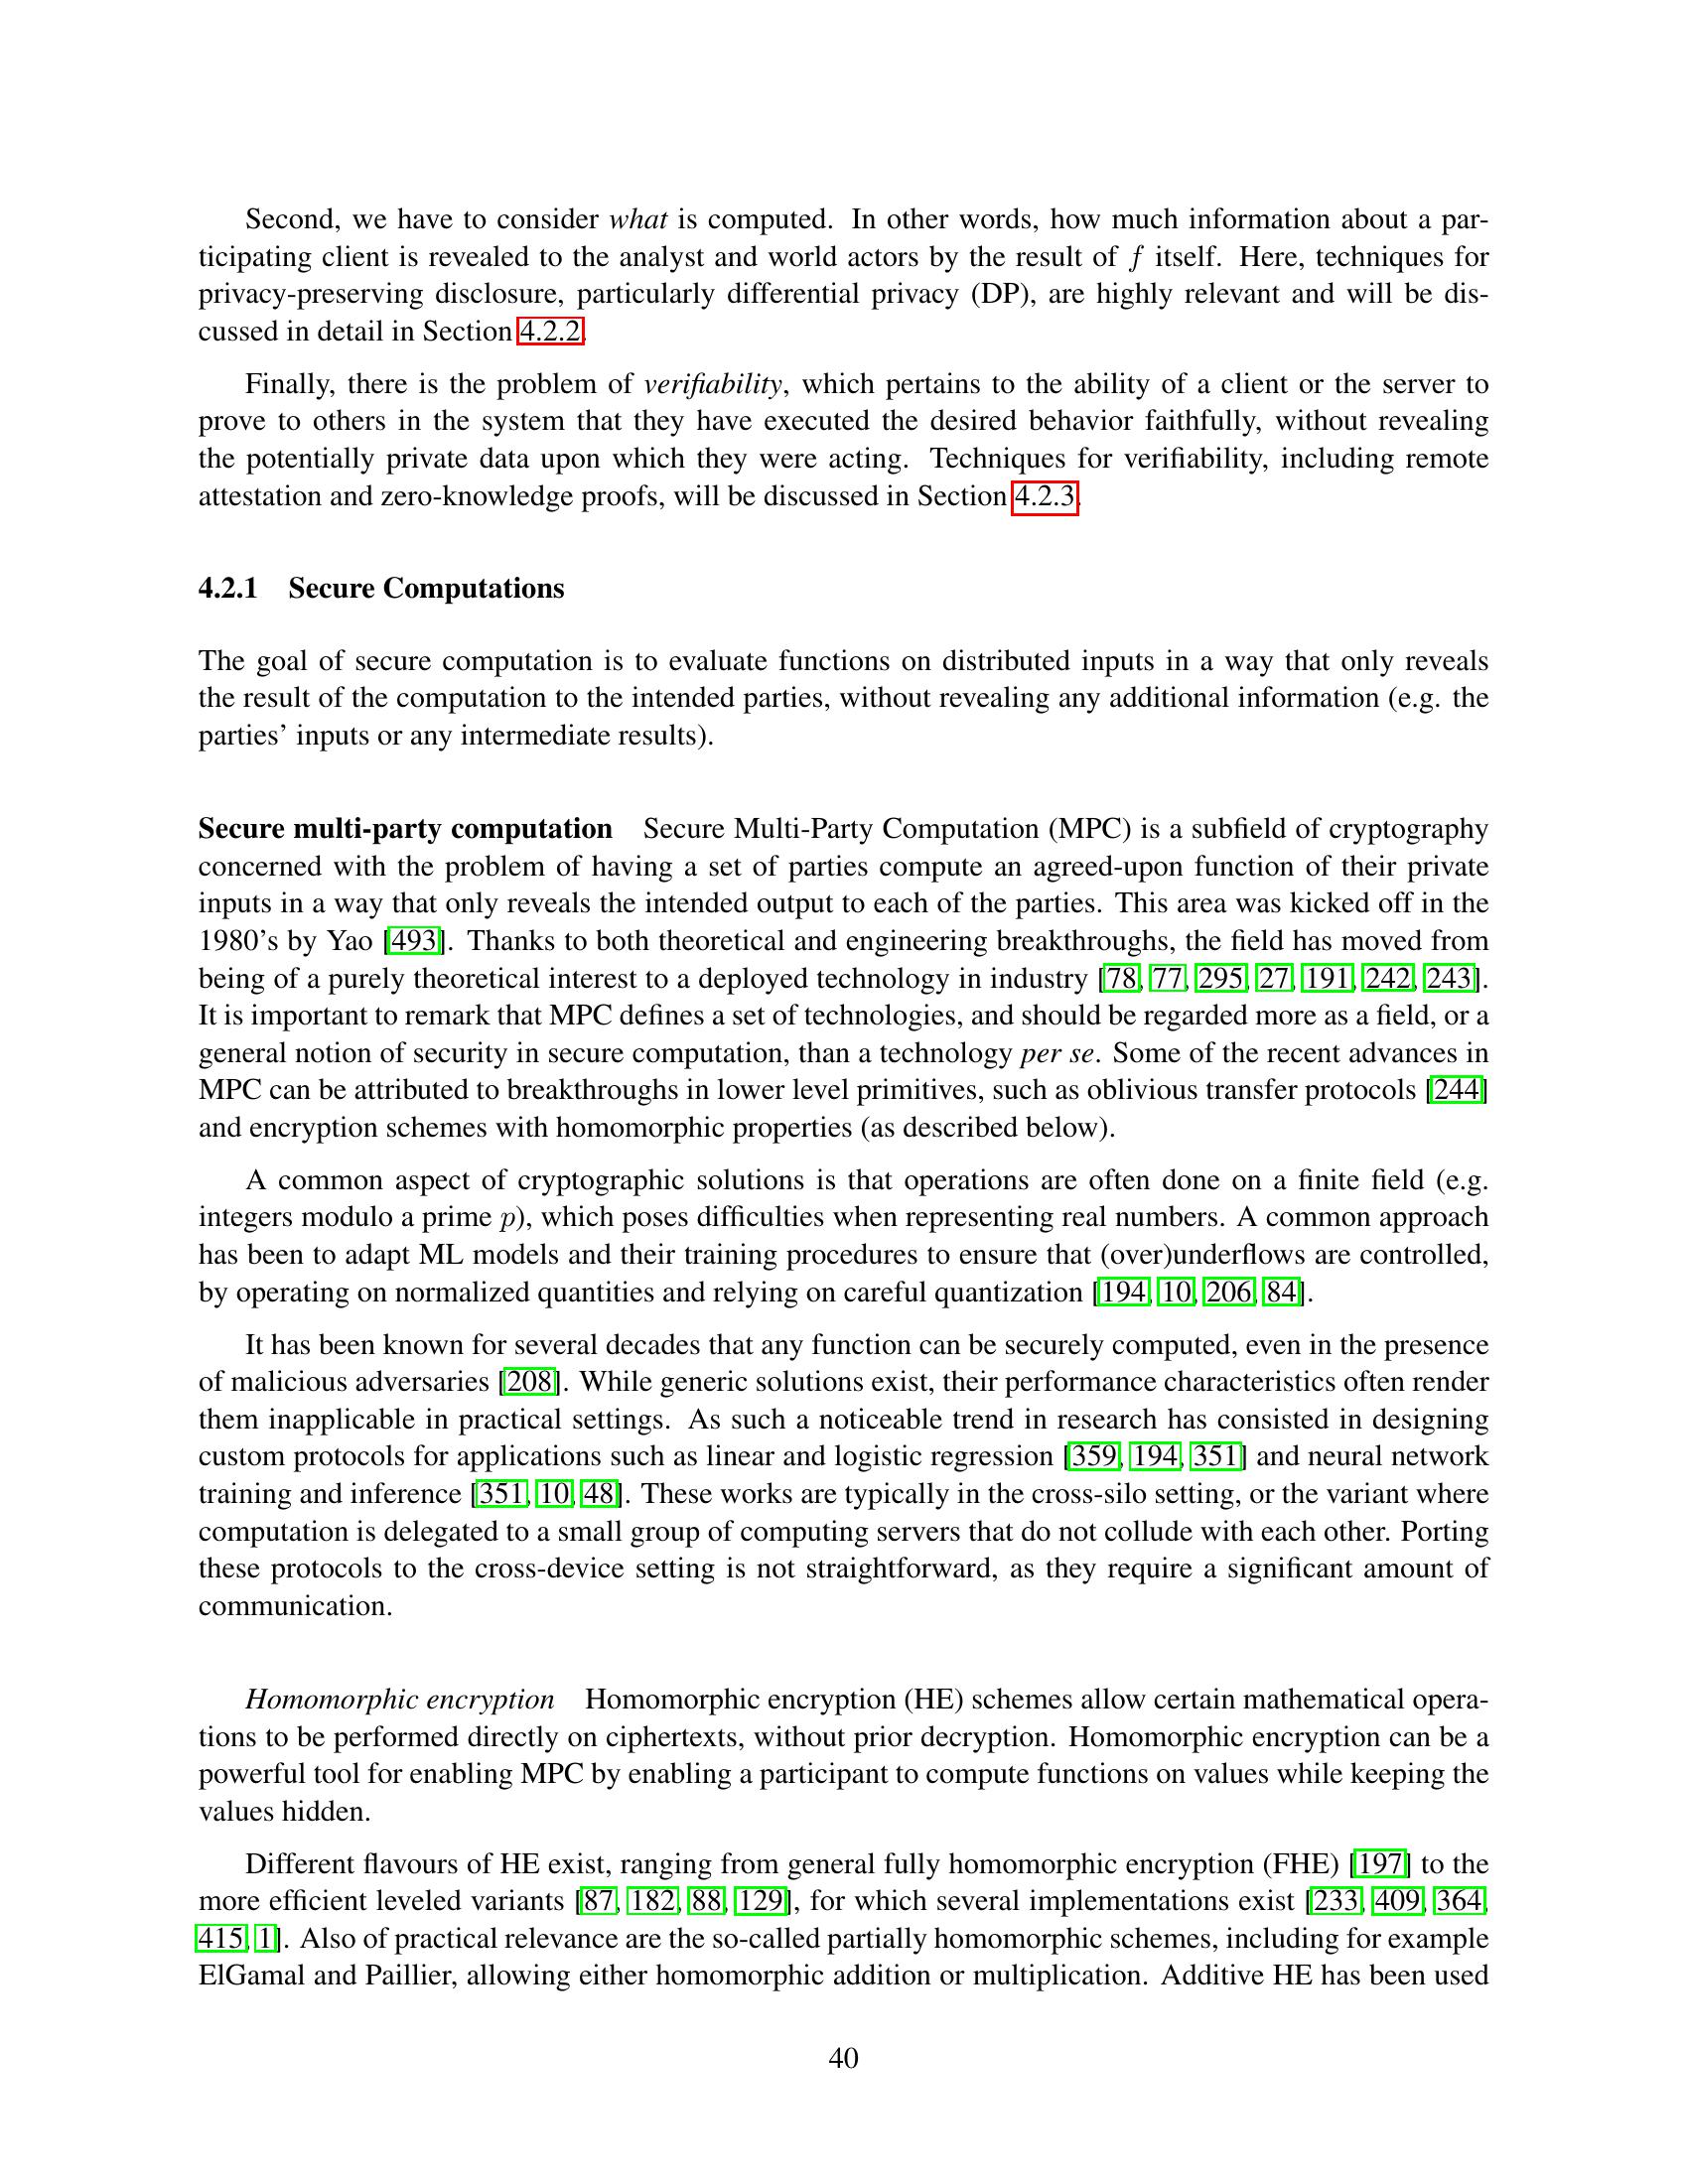 Second, we have to consider what is computed. In other words, how much information about a par-
ticipating client is revealed to the analyst and world actors by the result of f itself. Here, techniques for
privacy-preserving disclosure, particularly differential privacy (DP), are highly relevant and will be dis-
cussed in detail in Section 4.2.2.
Finally, there is the problem of verifiability, which pertains to the ability of a client or the server to
prove to others in the system that they have executed the desired behavior faithfully, without revealing
the potentially private data upon which they were acting. Techniques for verifiability, including remote
attestation and zero-knowledge proofs, will be discussed in Section 4.2.3.
4.2.1 Secure Computations
The goal of secure computation is to evaluate functions on distributed inputs in a way that only reveals
the result of the computation to the intended parties, without revealing any additional information (e.g. the
parties' inputs or any intermediate results).
Secure multi-party computation Secure Multi-Party Computation (MPC) is a subfield of cryptography
concerned with the problem of having a set of parties compute an agreed-upon function of their private
inputs in a way that only reveals the intended output to each of the parties. This area was kicked off in the
1980's by Yao [493]. Thanks to both theoretical and engineering breakthroughs, the field has moved from
being of a purely theoretical interest to a deployed technology in industry [78, 77, 295, 27, 191, 242, 243].
It is important to remark that MPC defines a set of technologies, and should be regarded more as a field, or a
general notion of security in secure computation, than a technology per se. Some of the recent advances in
MPC can be attributed to breakthroughs in lower level primitives, such as oblivious transfer protocols [244]
and encryption schemes with homomorphic properties (as described below).
A common aspect of cryptographic solutions is that operations are often done on a finite field (e.g.
integers modulo a prime p), which poses difficulties when representing real numbers. A common approach
has been to adapt ML models and their training procedures to ensure that (over)underflows are controlled,
by operating on normalized quantities and relying on careful quantization [194, 10, 206, 84].
It has been known for several decades that any function can be securely computed, even in the presence
of malicious adversaries [208]. While generic solutions exist, their performance characteristics often render
them inapplicable in practical settings. As such a noticeable trend in research has consisted in designing
custom protocols for applications such as linear and logistic regression [359, 194, 351] and neural network
training and inference [351, 10, 48]. These works are typically in the cross-silo setting, or the variant where
computation is delegated to a small group of computing servers that do not collude with each other. Porting
these protocols to the cross-device setting is not straightforward, as they require a significant amount of
communication.
Homomorphic encryption Homomorphic encryption (HE) schemes allow certain mathematical opera-
tions to be performed directly on ciphertexts, without prior decryption. Homomorphic encryption can be a
powerful tool for enabling MPC by enabling a participant to compute functions on values while keeping the
values hidden.
Different flavours of HE exist, ranging from general fully homomorphic encryption (FHE) [197] to the
more efficient leveled variants [87, 182, 88, 129], for which several implementations exist [233, 409, 364,
415, 1]. Also of practical relevance are the so-called partially homomorphic schemes, including for example
ElGamal and Paillier, allowing either homomorphic addition or multiplication. Additive HE has been used
40